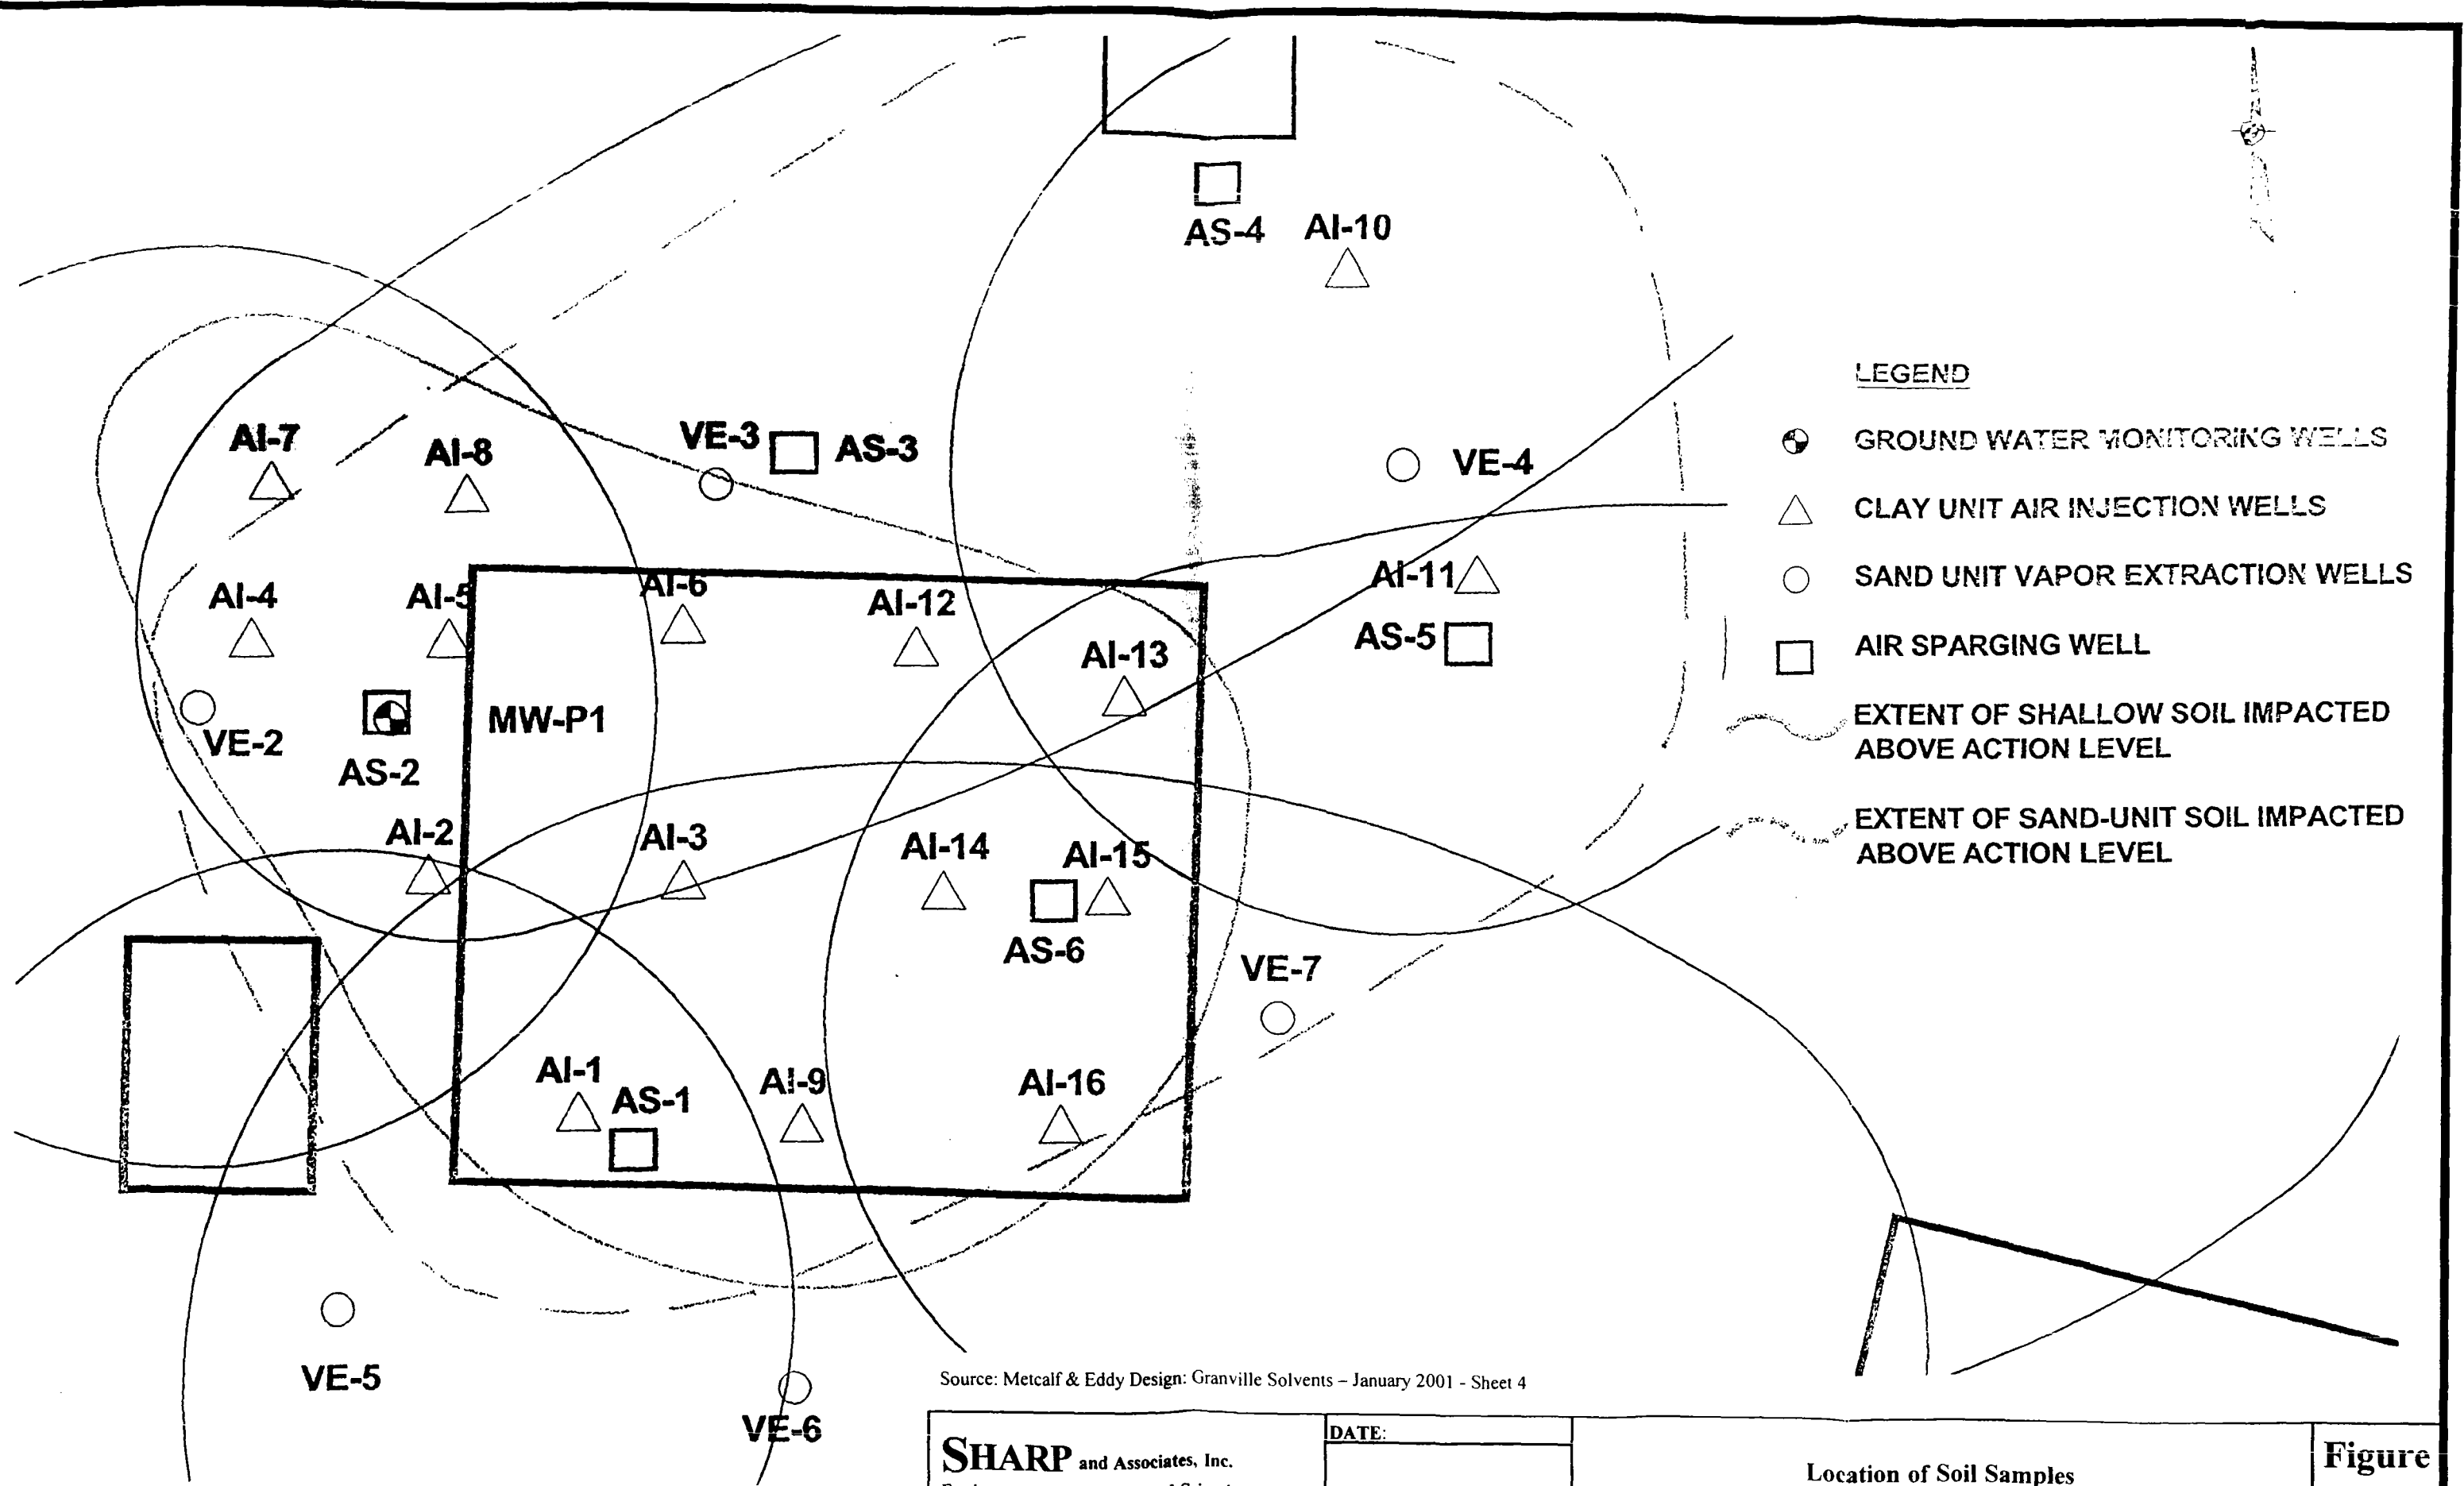 AS-4 AI-10
LEGEND
GROUND WATER MONITORING WELLS
CLAY UNIT AIR INJECTION WELLS
SAND UNIT VAPOR EXTRACTION WELLS
AIR SPARGING WELL
EXTENT OF SHALLOW SOIL IMPACTED
ABOVE ACTION LEVEL
EXTENT OF SAND-UNIT SOIL IMPACTED
ABOVE ACTION LEVEL
AI-7
AI-8
VE-3
AS-3
VE-4
AI-4
AI-5
AI-6
AI-12
AI-11
AI-13
AS-5
VE-2
AS-2
MW-P1
AI-2
AI-3
AI-14
AI-15
AS-6
VE-7
AI-1
AS-1
AI-9
AI-16
VE-5
VE-6
Source: Metcalf & Eddy Design: Granville Solvents – January 2001 - Sheet 4
SHARP and Associates, Inc.
DATE:
Location of Soil Samples
Figure